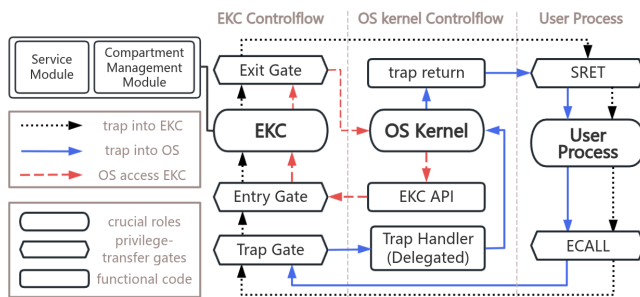 EKC Controlflow
OS kernel Controlflow
User Process
Service
Module
Compartment
Management
Module
Exit Gate
trap return
SRET
trap into EKC
trap into OS
OS access EKC
EKC
OS Kernel
User
Process
Entry Gate
EKC API
crucial roles
privilege-
transfer gates
functional code
Trap Gate
Trap Handler
(Delegated)
ECALL